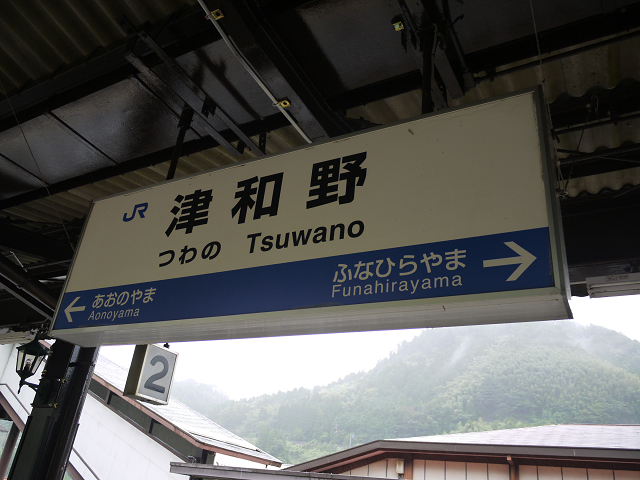 JR 津和野
つわの Tsuwano
← あおのやま
Aonoyama
ふなひらやま →
Funahirayama
2